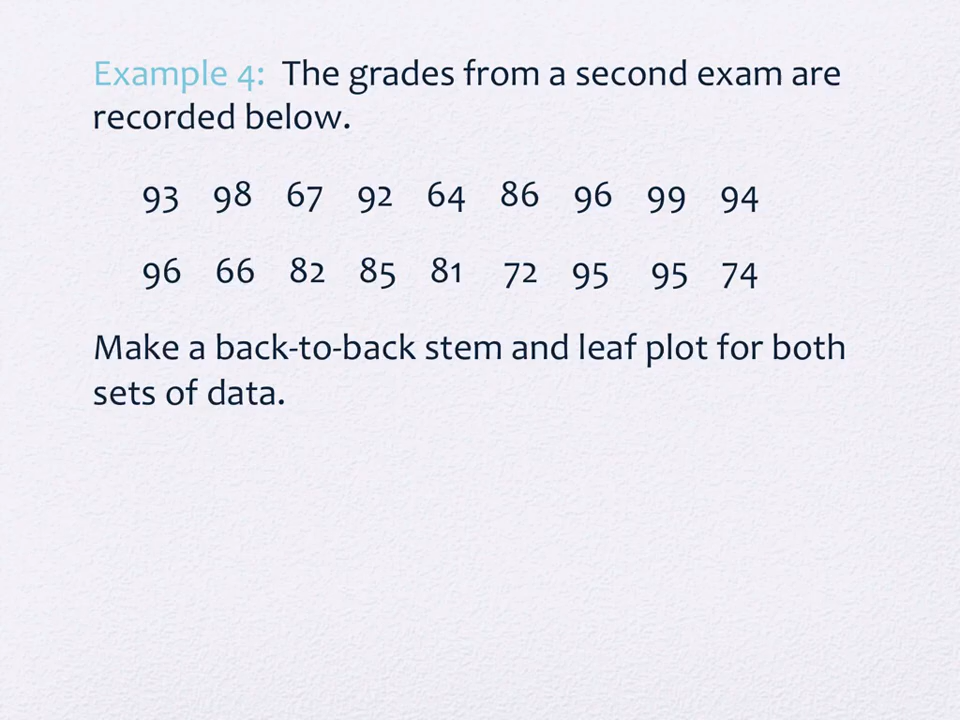 Example 4: The grades from a second exam are
recorded below.
93 98 67 92 64 86 96 99 94
96 66 82 85 81 72 95 95 74
Make a back-to-back stem and leaf plot for both
sets of data.